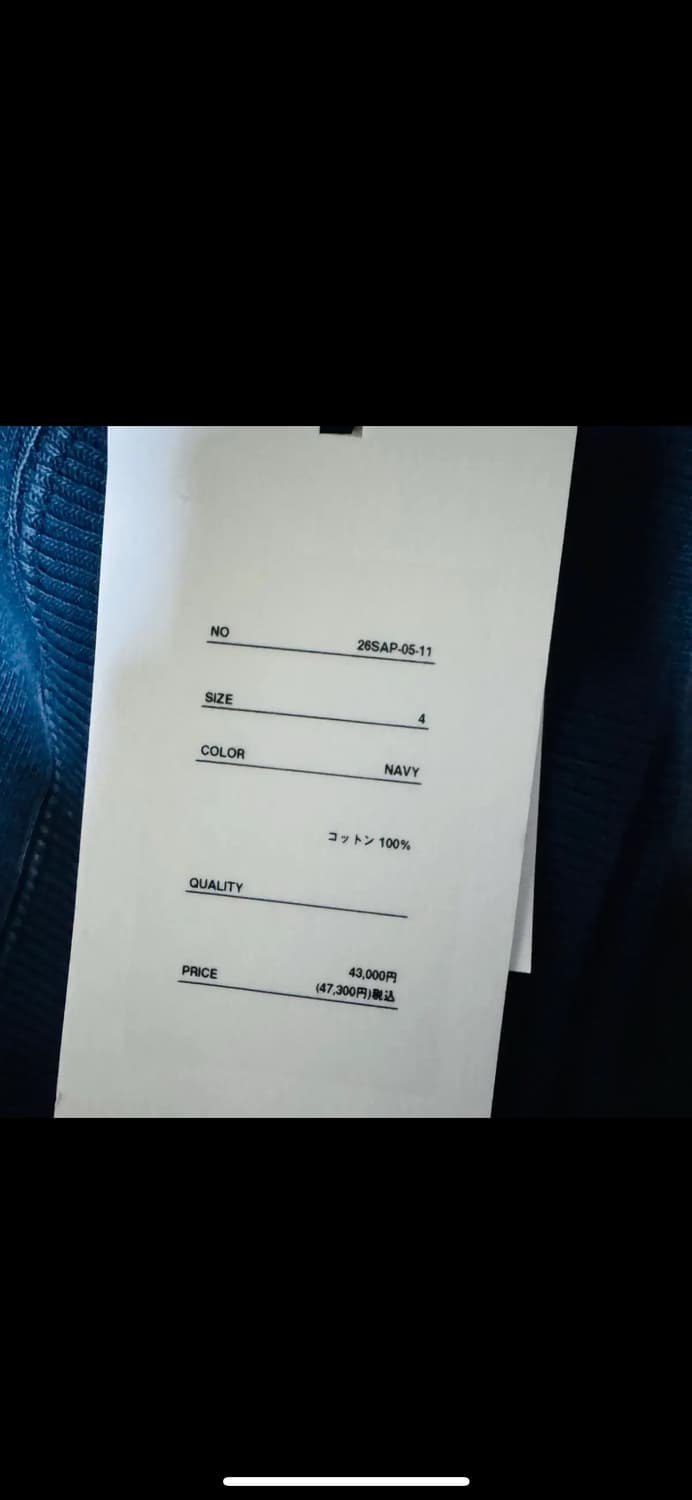 NO 26SAP-05-11
SIZE 4
COLOR NAVY
コットン 100%
QUALITY
PRICE 43,000円
(47,300円)税込